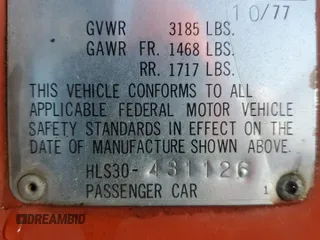 10/77
GVWR 3185 LBS.
GAWR FR. 1468 LBS.
RR. 1717 LBS.
THIS VEHICLE CONFORMS TO ALL
APPLICABLE FEDERAL MOTOR VEHICLE
SAFETY STANDARDS IN EFFECT ON THE
DATE OF MANUFACTURE SHOWN ABOVE.
HLS30-431126
PASSENGER CAR 1
DREAMBID